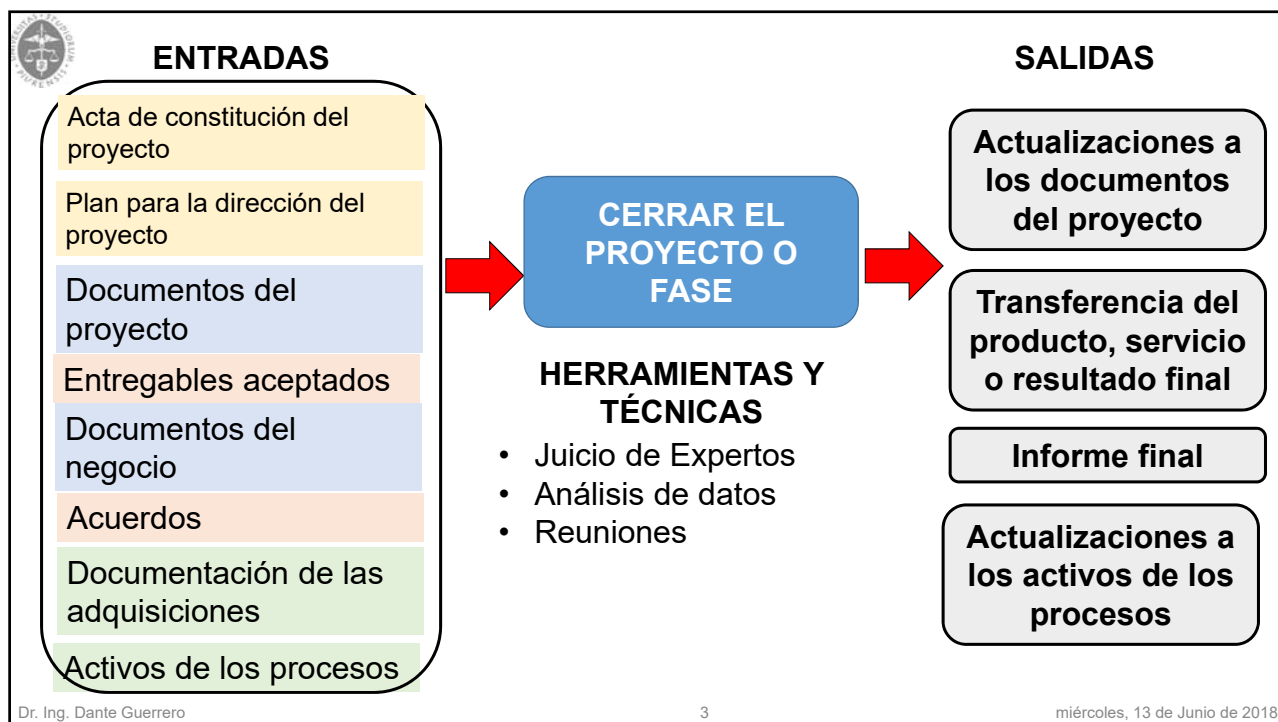 ENTRADAS
Acta de constitución del
proyecto
Plan para la dirección del
proyecto
Documentos del
proyecto
Entregables aceptados
Documentos del
negocio
Acuerdos
Documentación de las
adquisiciones
Activos de los procesos
CERRAR EL
PROYECTO O
FASE
HERRAMIENTAS Y
TÉCNICAS
• Juicio de Expertos
• Análisis de datos
• Reuniones
SALIDAS
Actualizaciones a
los documentos
del proyecto
Transferencia del
producto, servicio
o resultado final
Informe final
Actualizaciones a
los activos de los
procesos
Dr. Ing. Dante Guerrero
3
miércoles, 13 de Junio de 2018